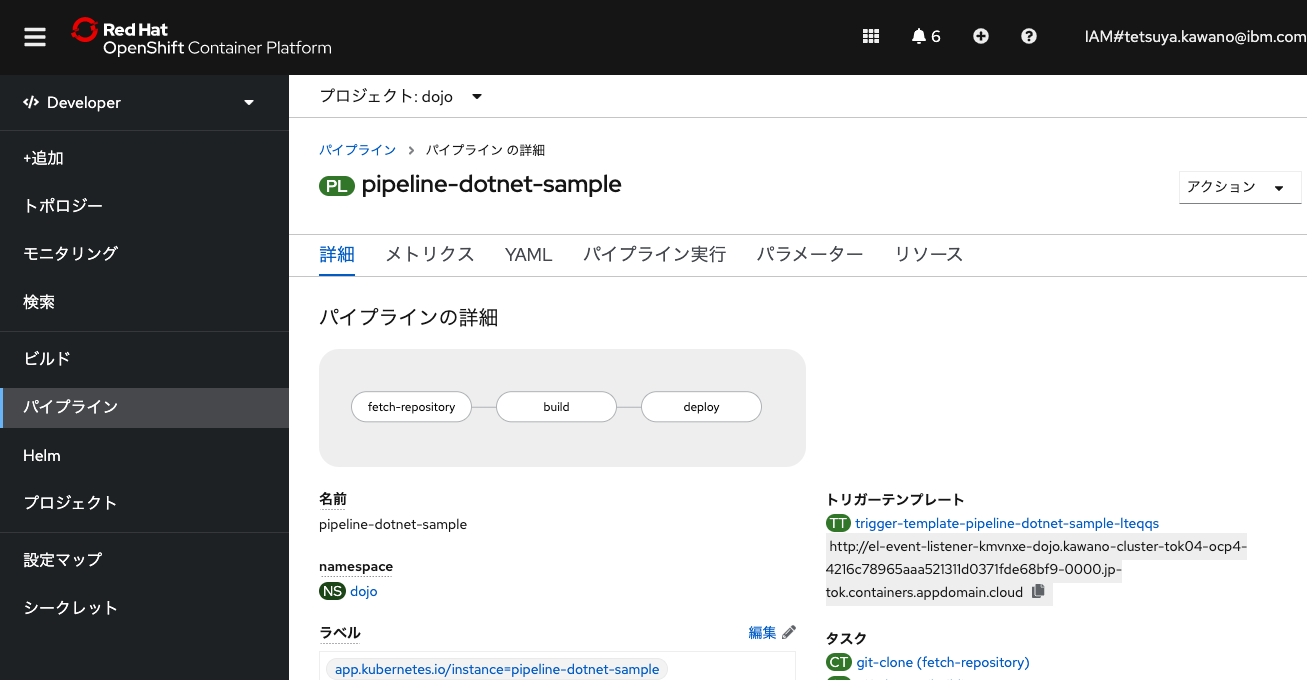 Red Hat
OpenShift Container Platform
6
IAM#tetsuya.kawano@ibm.com
Developer
プロジェクト: dojo
+追加
トポロジー
モニタリング
検索
ビルド
パイプライン
Helm
プロジェクト
設定マップ
シークレット
パイプライン > パイプライン の詳細
PL pipeline-dotnet-sample
アクション
詳細 メトリクス YAML パイプライン実行 パラメーター リソース
パイプラインの詳細
fetch-repository build deploy
名前
pipeline-dotnet-sample
namespace
NS dojo
ラベル
編集
app.kubernetes.io/instance=pipeline-dotnet-sample
トリガーテンプレート
TT trigger-template-pipeline-dotnet-sample-lteqqs
http://el-event-listener-kmvnxe-dojo.kawano-cluster-tok04-ocp4-
4216c78965aaa521311d0371fde68bf9-0000.jp-
tok.containers.appdomain.cloud
タスク
CT git-clone (fetch-repository)